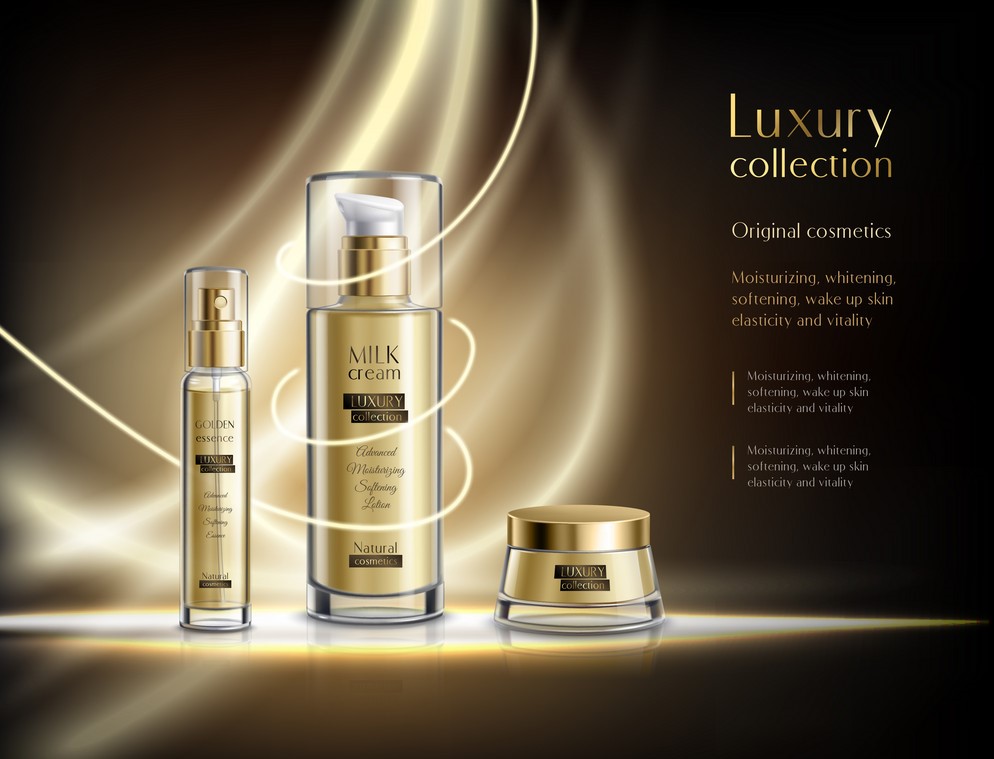 Luxury
collection
Original cosmetics
Moisturizing, whitening,
softening, wake up skin
elasticity and vitality
Moisturizing, whitening,
softening, wake up skin
elasticity and vitality
Moisturizing, whitening,
softening, wake up skin
elasticity and vitality
GOLDEN
essence
LUXURY
collection
Advanced
Moisturizing
Softning
Essance
Natural
cosmetics
MILK
cream
LUXURY
collection
Advanced
Moisturizing
Softening
Lotion
Natural
cosmetics
LUXURY
collection